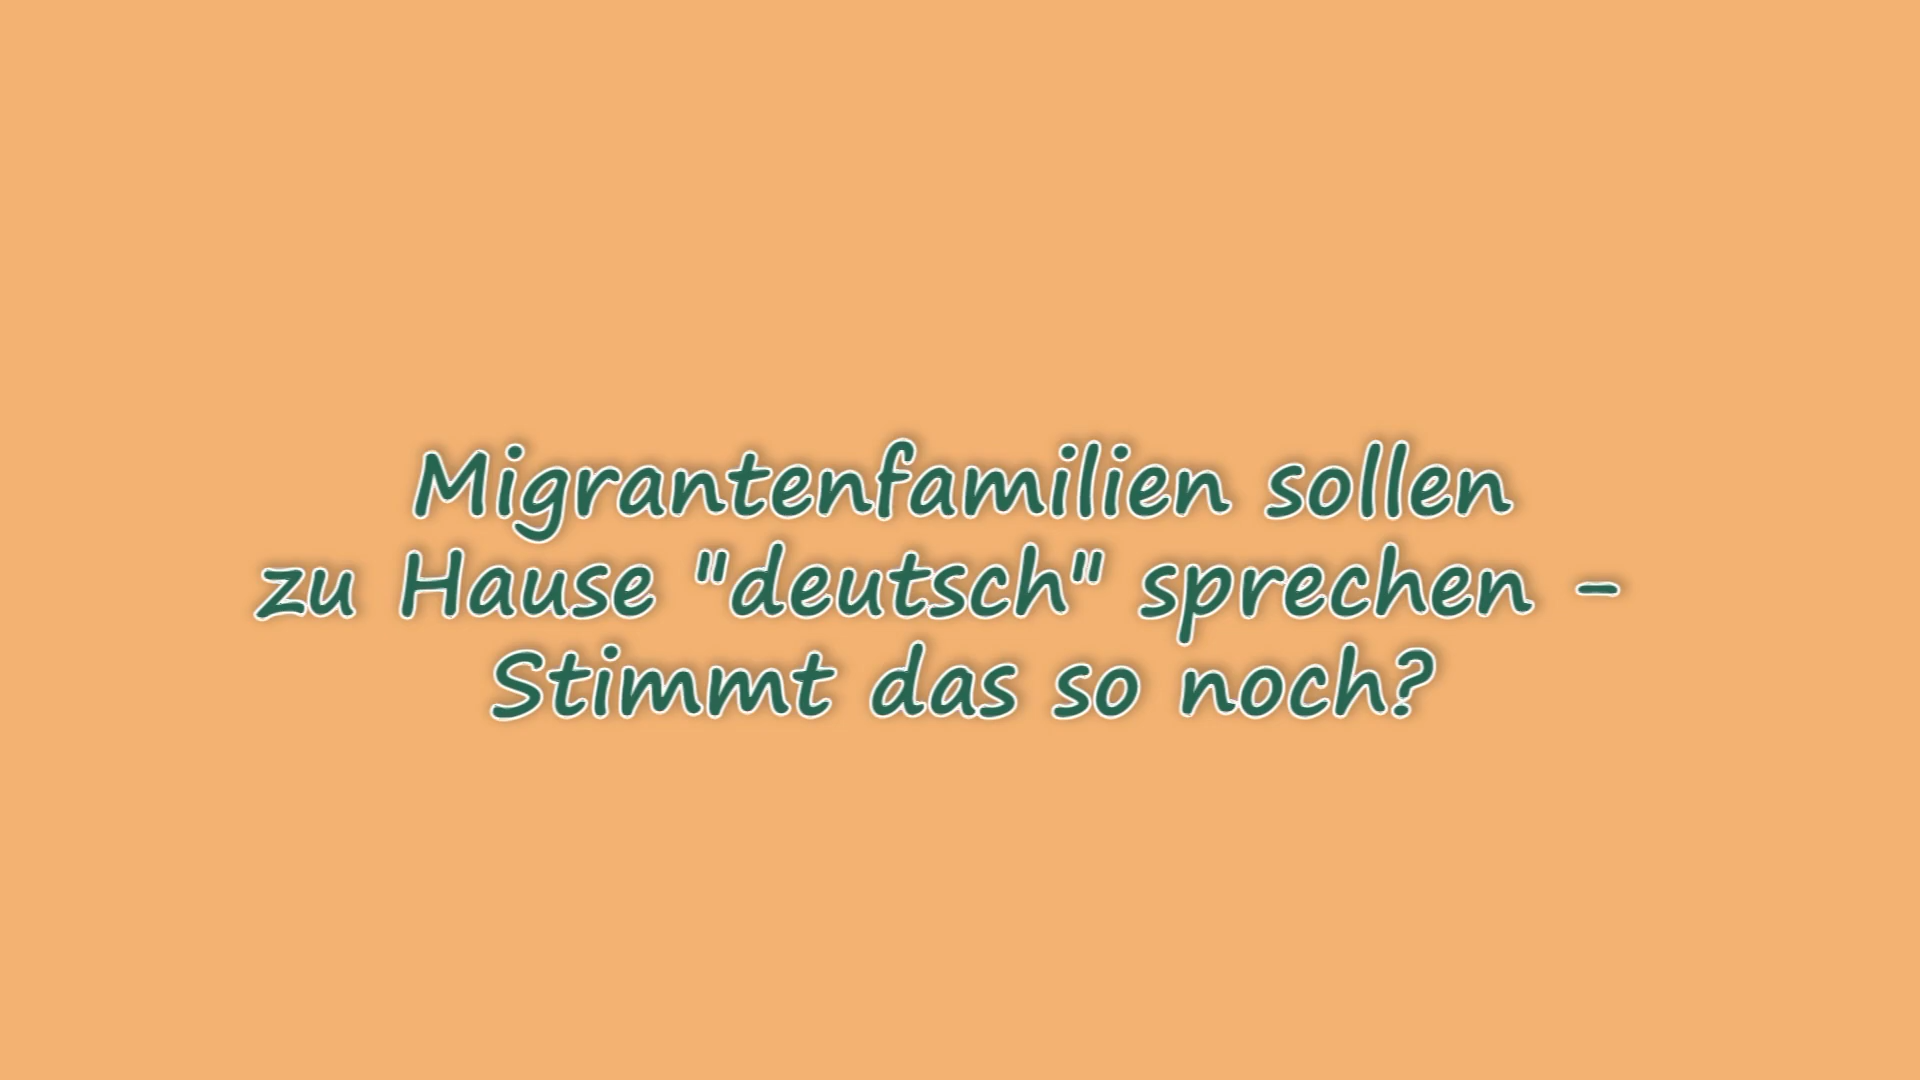 Migrantenfamilien sollen
zu Hause "deutsch" sprechen -
Stimmt das so noch?